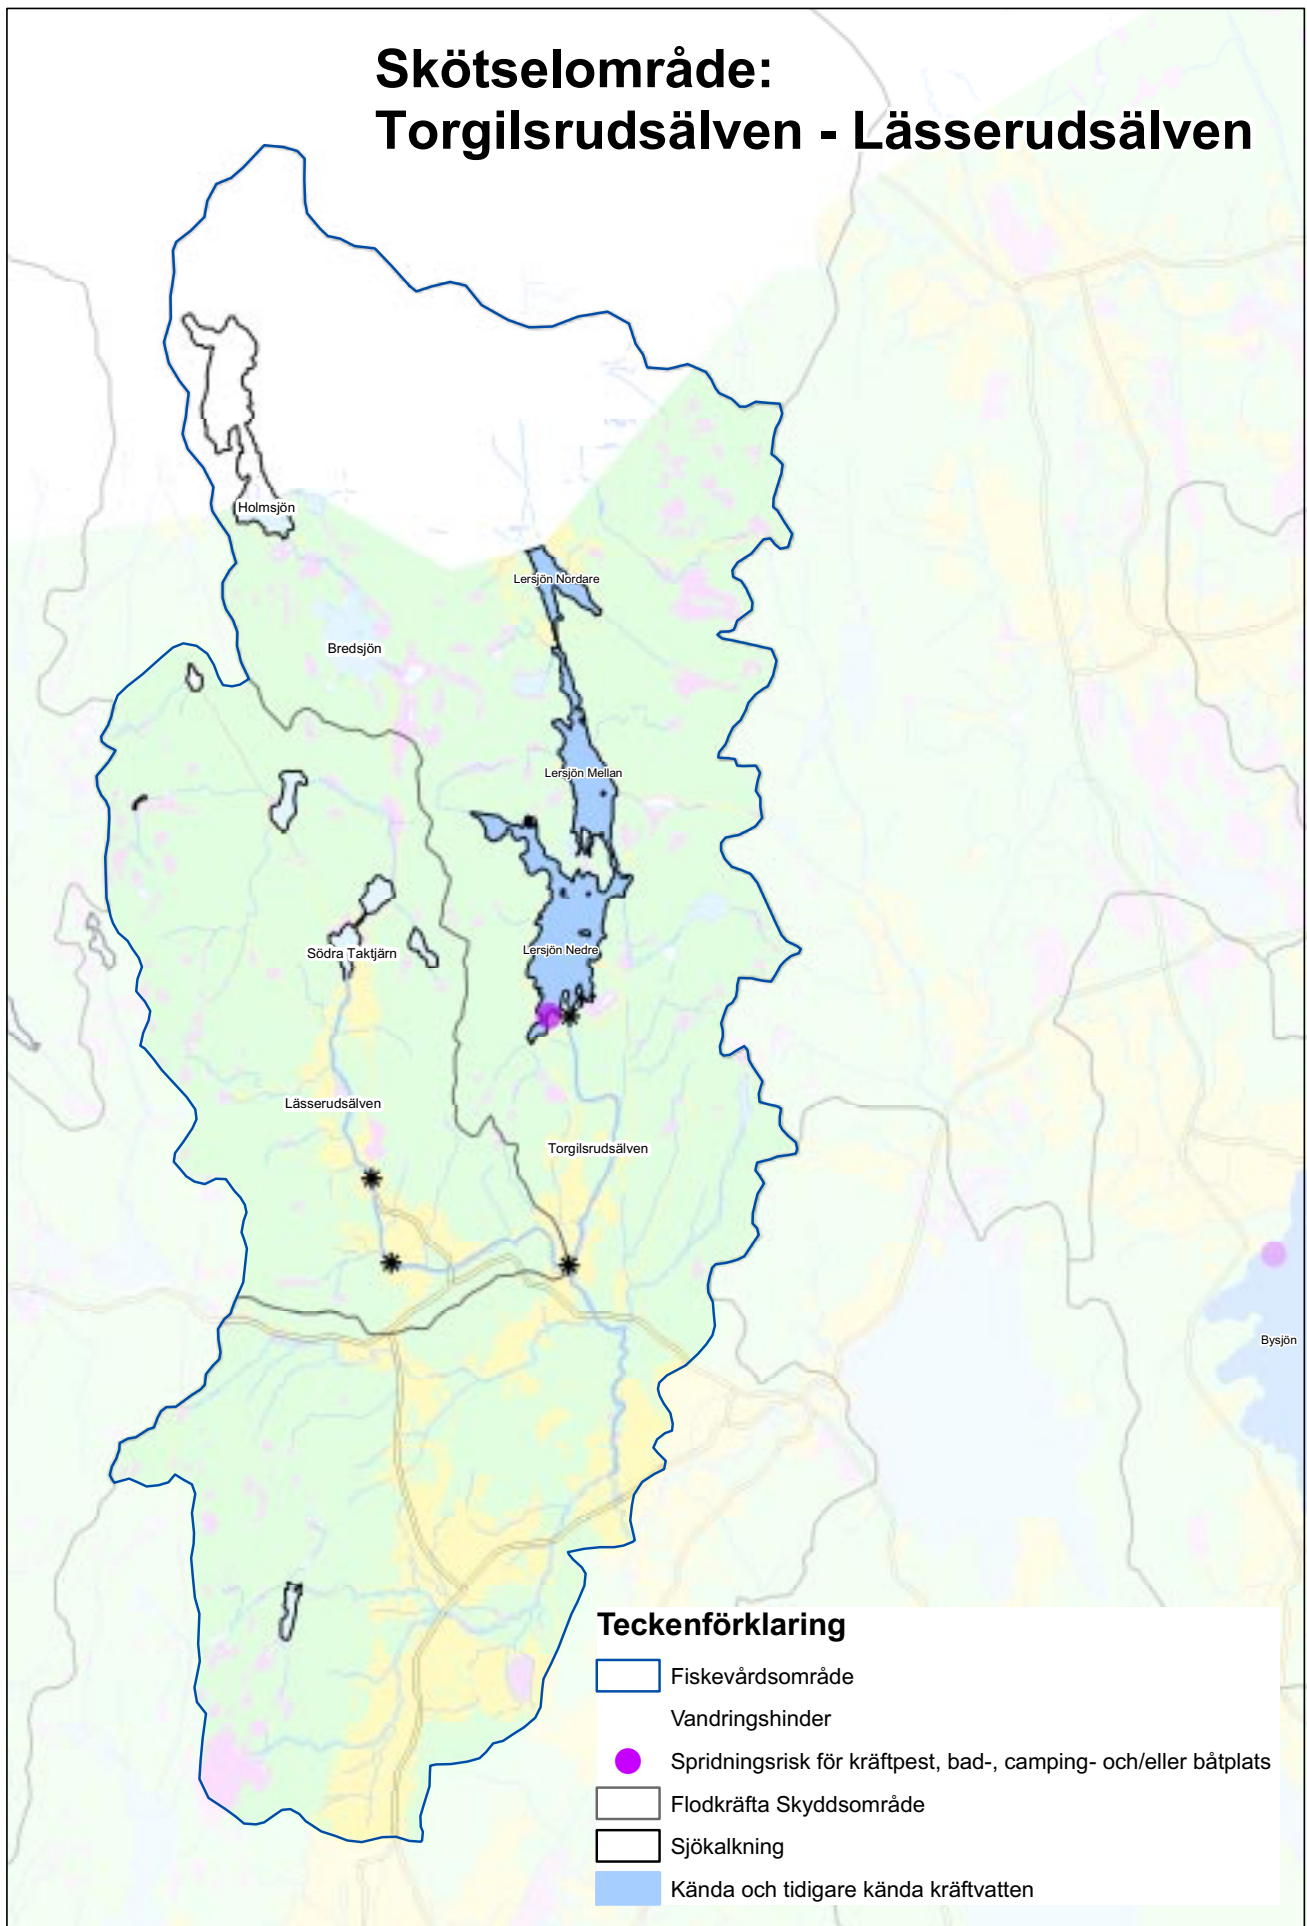 Skötselområde:
Torgilsrudsälven - Lässerudsälven
Holmsjön
Lersjön Nordare
Bredsjön
Lersjön Mellan
Södra Taktjärn
Lersjön Nedre
Lässerudsälven
Torgilsrudsälven
Bysjön
Teckenförklaring
Fiskevårdsområde
Vandringshinder
Spridningsrisk för kräftpest, bad-, camping- och/eller båtplats
Flodkräfta Skyddsområde
Sjökalkning
Kända och tidigare kända kräftvatten